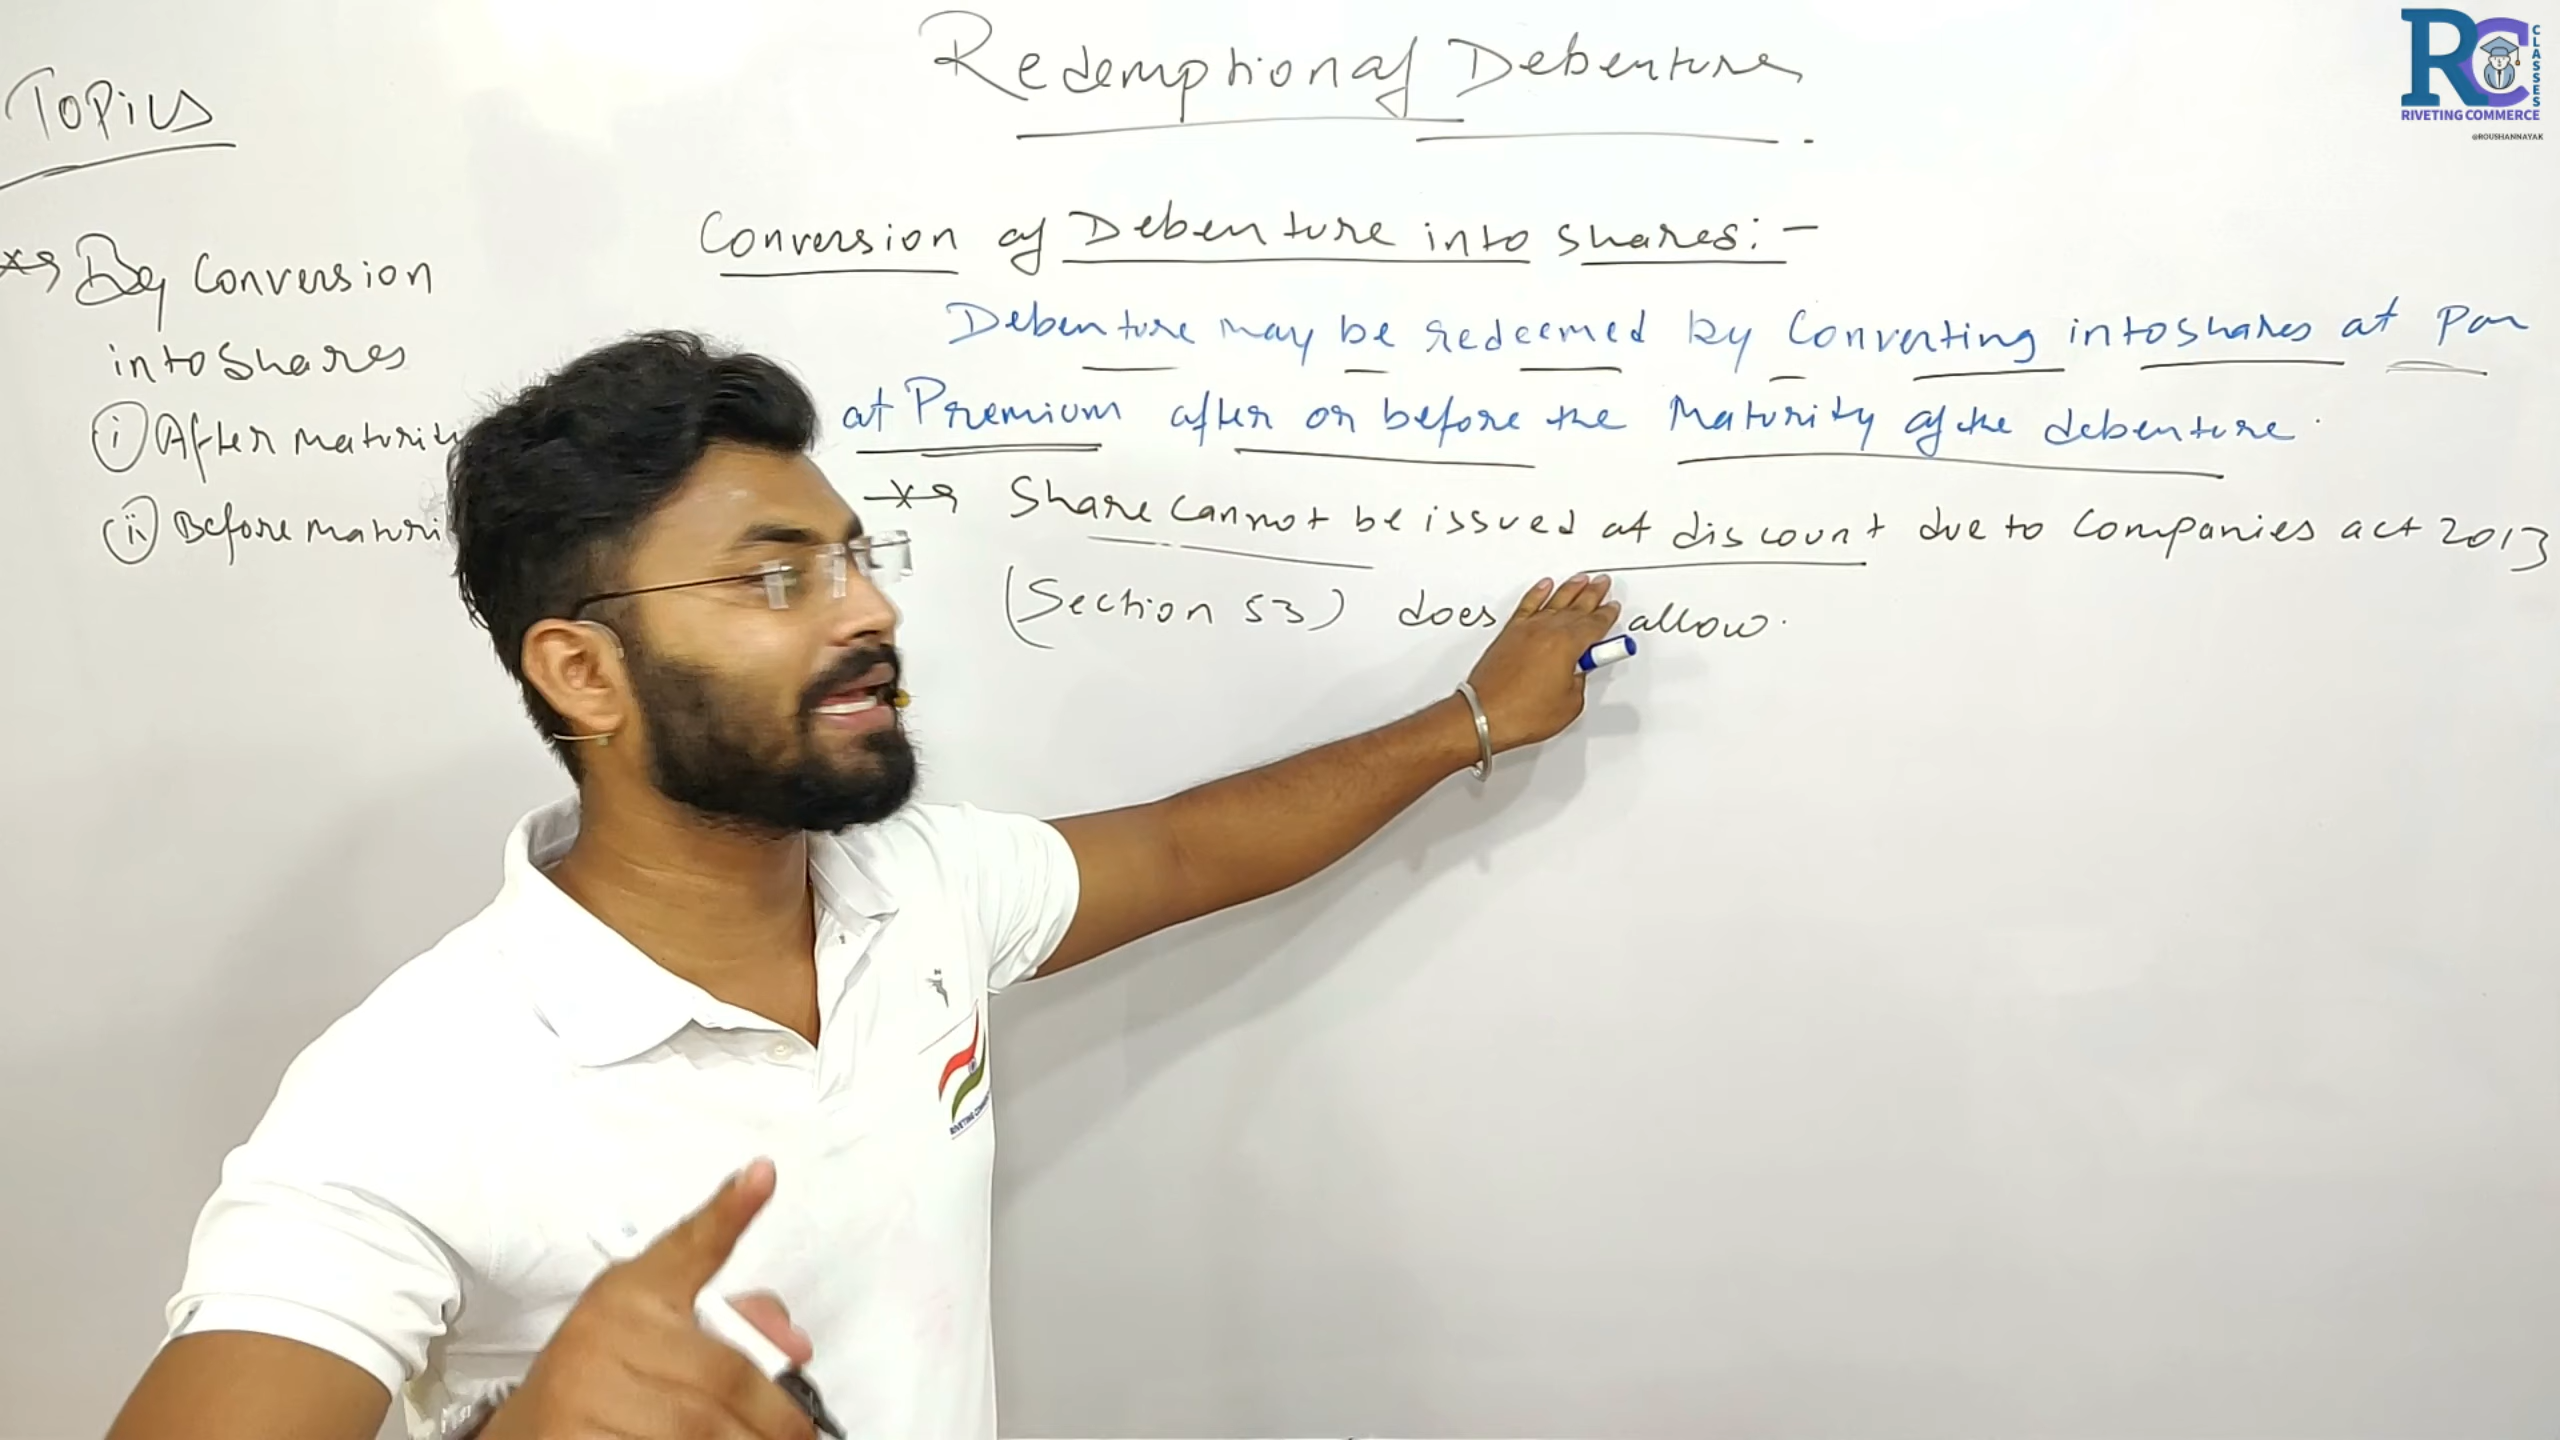 Redemption of Debenture
Topics
Conversion of Debenture into shares:-
*→ By Conversion
into Shares
(i) After maturity
(ii) Before maturi
Debenture may be redeemed by Converting into shares at Par
at Premium after or before the Maturity of the debenture.
*→ Share cannot be issued at discount due to Companies act 2013
(Section 53) does allow.
RC CLASSES
RIVETING COMMERCE
@ROUSHANNAYAK